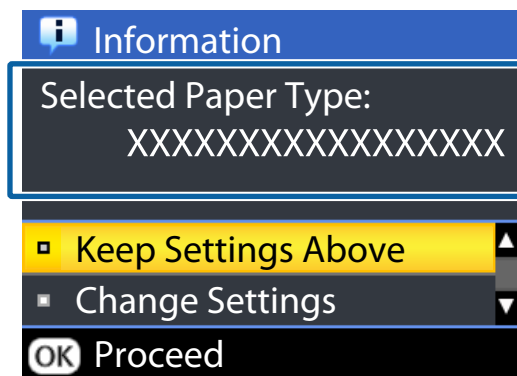 Information
Selected Paper Type:
XXXXXXXXXXXXXXXXX
Keep Settings Above
Change Settings
OK Proceed